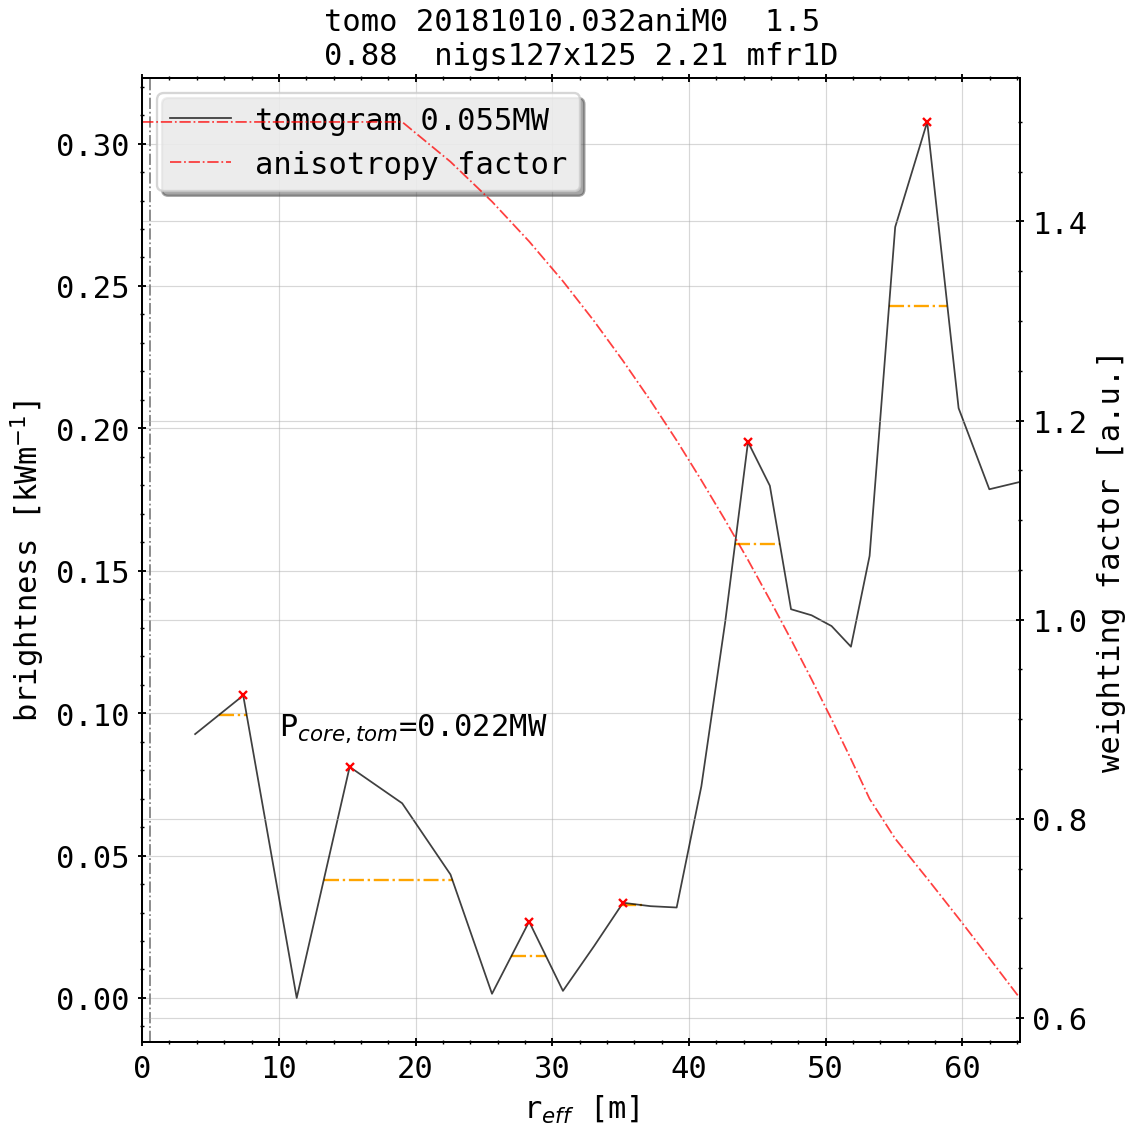 tomo 20181010.032aniM0  1.5
0.88  nigs127x125 2.21 mfr1D
tomogram 0.055MW
anisotropy factor
0.30
0.25
0.20
0.15
0.10
0.05
0.00
brightness [kWm⁻¹]
1.4
1.2
1.0
0.8
0.6
weighting factor [a.u.]
P_core,tom=0.022MW
0 10 20 30 40 50 60
r_eff [m]